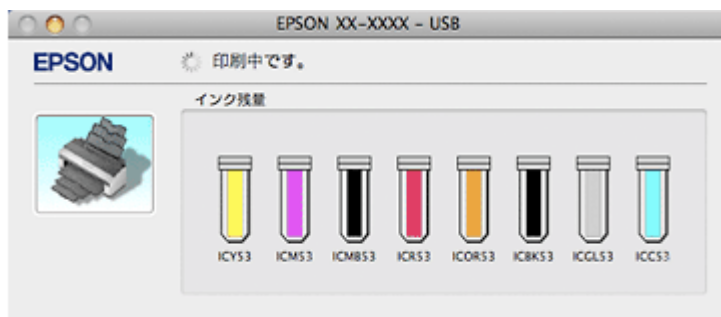 EPSON XX-XXXX - USB
EPSON 印刷中です。
インク残量
ICY53 ICM53 ICMB53 ICR53 ICOR53 ICBK53 ICGL53 ICC53